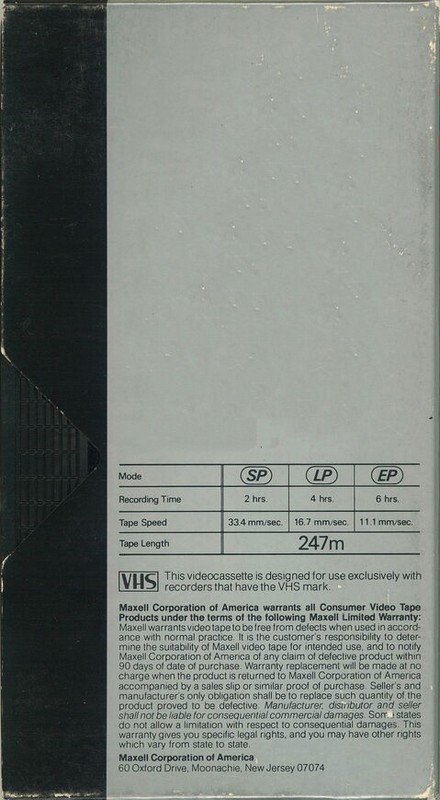 Mode SP LP EP
Recording Time 2 hrs. 4 hrs. 6 hrs.
Tape Speed 33.4 mm/sec. 16.7 mm/sec. 11.1 mm/sec.
Tape Length 247m
VHS This videocassette is designed for use exclusively with
recorders that have the VHS mark.
Maxell Corporation of America warrants all Consumer Video Tape
Products under the terms of the following Maxell Limited Warranty:
Maxell warrants video tape to be free from defects when used in accord-
ance with normal practice. It is the customer's responsibility to deter-
mine the suitability of Maxell video tape for intended use, and to notify
Maxell Corporation of America of any claim of defective product within
90 days of date of purchase. Warranty replacement will be made at no
charge when the product is returned to Maxell Corporation of America
accompanied by a sales slip or similar proof of purchase. Seller's and
manufacturer's only obligation shall be to replace such quantity of the
product proved to be defective. Manufacturer, distributor and seller
shall not be liable for consequential commercial damages. Some states
do not allow a limitation with respect to consequential damages. This
warranty gives you specific legal rights, and you may have other rights
which vary from state to state.
Maxell Corporation of America
60 Oxford Drive, Moonachie, New Jersey 07074